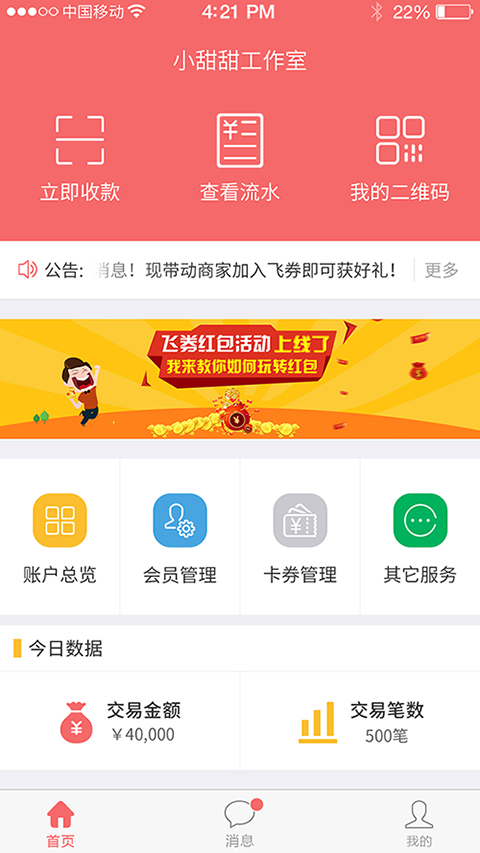 中国移动 4:21 PM 22%
小甜甜工作室
立即收款 查看流水 我的二维码
公告: 消息！现带动商家加入飞券即可获好礼！ 更多
飞券红包活动上线了
我来教你如何玩转红包
账户总览 会员管理 卡券管理 其它服务
今日数据
交易金额 交易笔数
￥40,000 500笔
首页 消息 我的